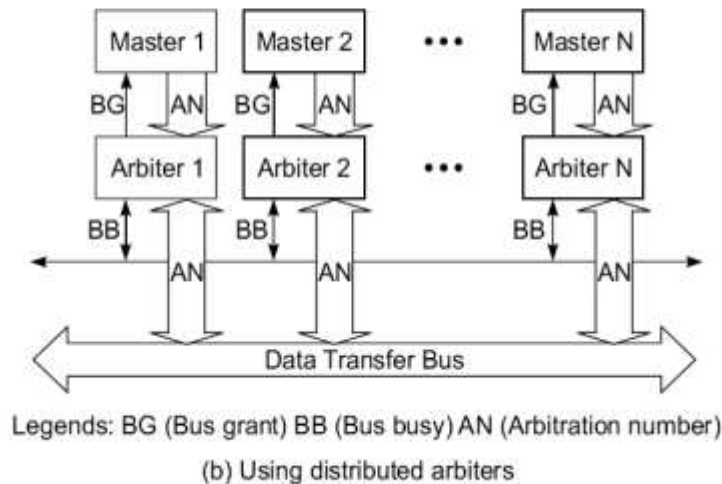 Master 1 Master 2 ••• Master N
BG AN BG AN BG AN
Arbiter 1 Arbiter 2 ••• Arbiter N
BB BB BB
AN AN AN
Data Transfer Bus
Legends: BG (Bus grant) BB (Bus busy) AN (Arbitration number)
(b) Using distributed arbiters